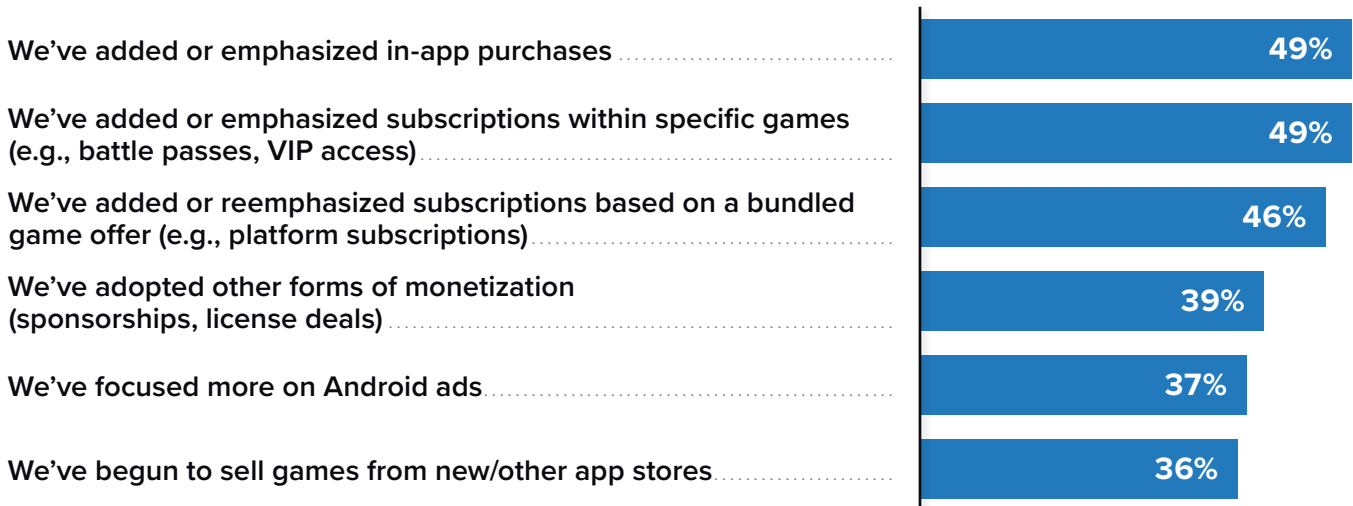 We’ve added or emphasized in-app purchases 49%
We’ve added or emphasized subscriptions within specific games
(e.g., battle passes, VIP access) 49%
We’ve added or reemphasized subscriptions based on a bundled
game offer (e.g., platform subscriptions) 46%
We’ve adopted other forms of monetization
(sponsorships, license deals) 39%
We’ve focused more on Android ads 37%
We’ve begun to sell games from new/other app stores 36%